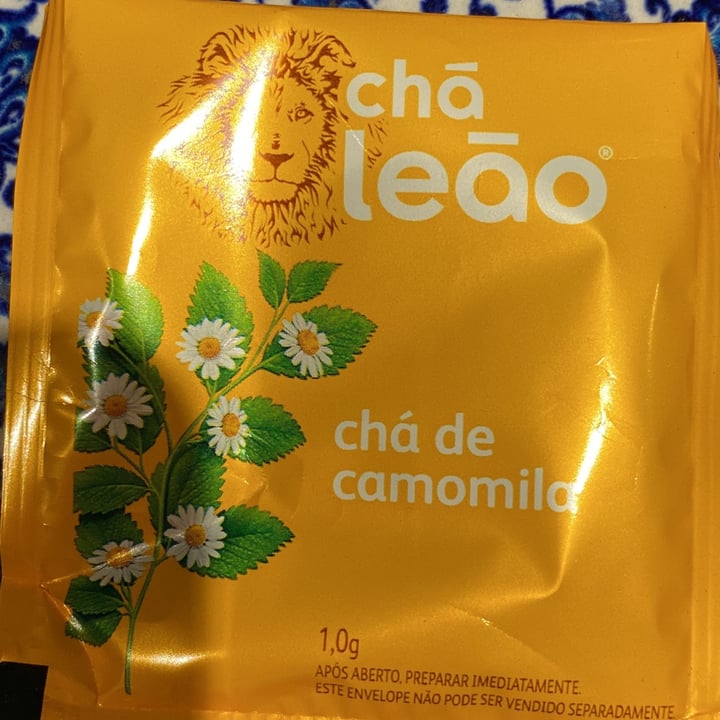 chá
leão®
chá de
camomila
1,0g
APÓS ABERTO, PREPARAR IMEDIATAMENTE.
ESTE ENVELOPE NÃO PODE SER VENDIDO SEPARADAMENTE.